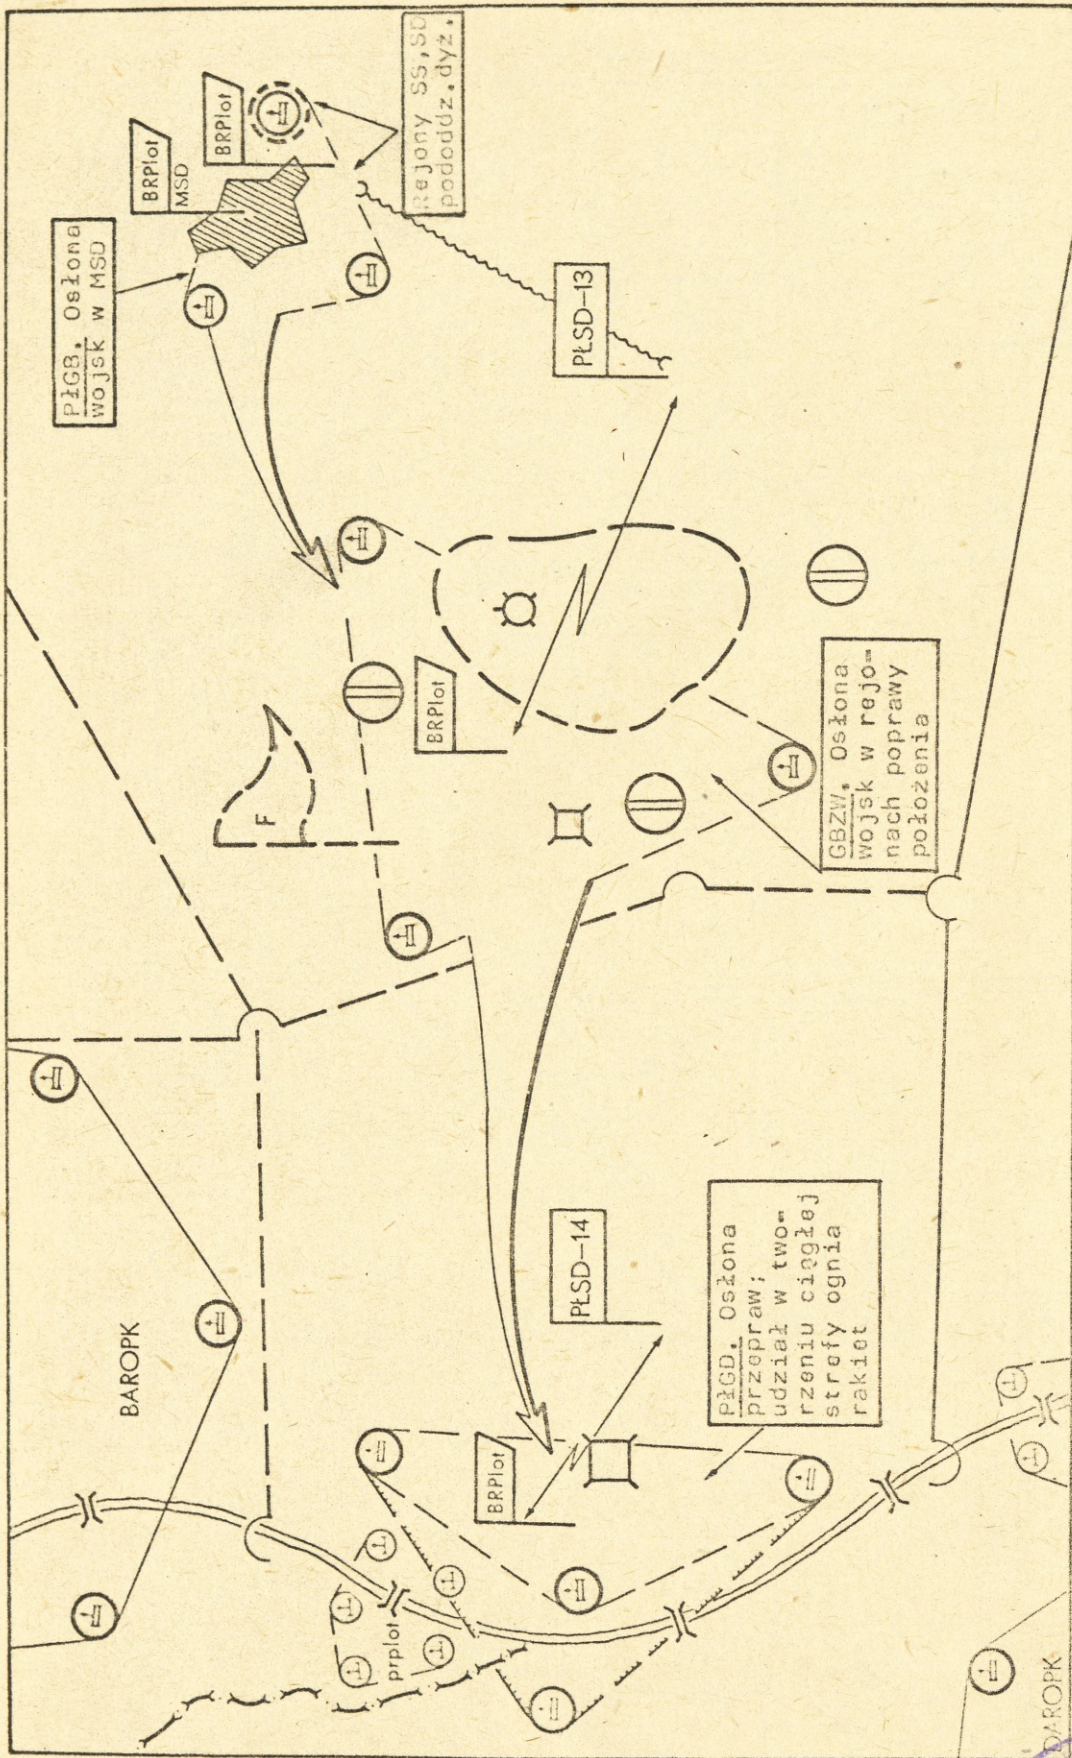 PłGB. Osłona
wojsk w MSD
BAROPK
BRPlot
MSD
BRPlot
F
prplot
Rejony SS,SD
pododdz.dyż.
BRPlot
BRPlot
PŁSD-14
PŁSD-13
PłGD. Osłona
przepraw;
udział w two-
rzeniu ciągłej
strefy ognia
rakiet
GBZW. Osłona
wojsk w rejo-
nach poprawy
położenia
DAROPK